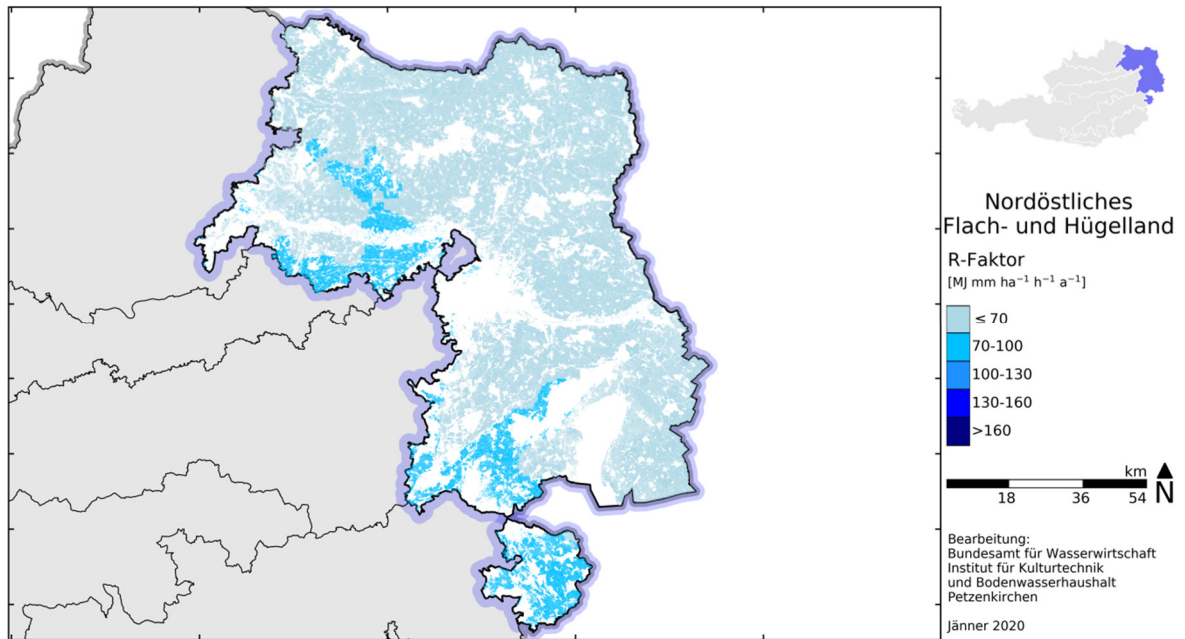 Nordöstliches
Flach- und Hügelland
R-Faktor
[MJ mm ha⁻¹ h⁻¹ a⁻¹]
≤ 70
70-100
100-130
130-160
>160
km
18 36 54
N
Bearbeitung:
Bundesamt für Wasserwirtschaft
Institut für Kulturtechnik
und Bodenwasserhaushalt
Petzenkirchen
Jänner 2020